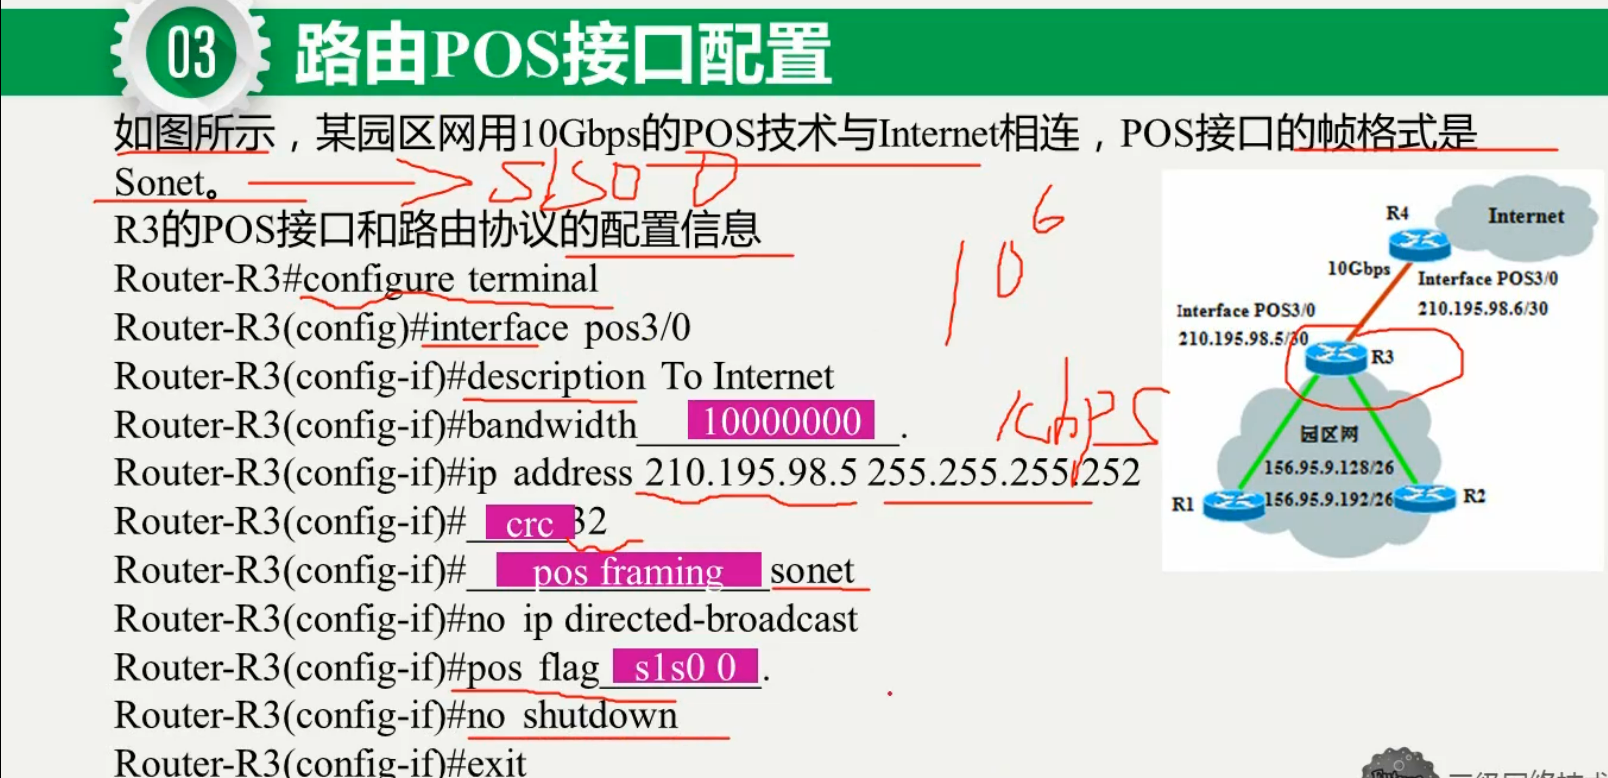 03 路由POS接口配置
如图所示，某园区网用10Gbps的POS技术与Internet相连，POS接口的帧格式是
Sonet。
s1s0 0
R3的POS接口和路由协议的配置信息
10 6
Router-R3#configure terminal
Router-R3(config)#interface pos3/0
Router-R3(config-if)#description To Internet
Router-R3(config-if)#bandwidth 10000000 .
kbps
Router-R3(config-if)#ip address 210.195.98.5 255.255.255.252
Router-R3(config-if)# crc 32
Router-R3(config-if)# pos framing sonet
Router-R3(config-if)#no ip directed-broadcast
Router-R3(config-if)#pos flag s1s0 0 .
Router-R3(config-if)#no shutdown
Router-R3(config-if)#exit
R4
Internet
10Gbps
Interface POS3/0
210.195.98.6/30
Interface POS3/0
210.195.98.5/30
R3
园区网
156.95.9.128/26
156.95.9.192/26
R1
R2